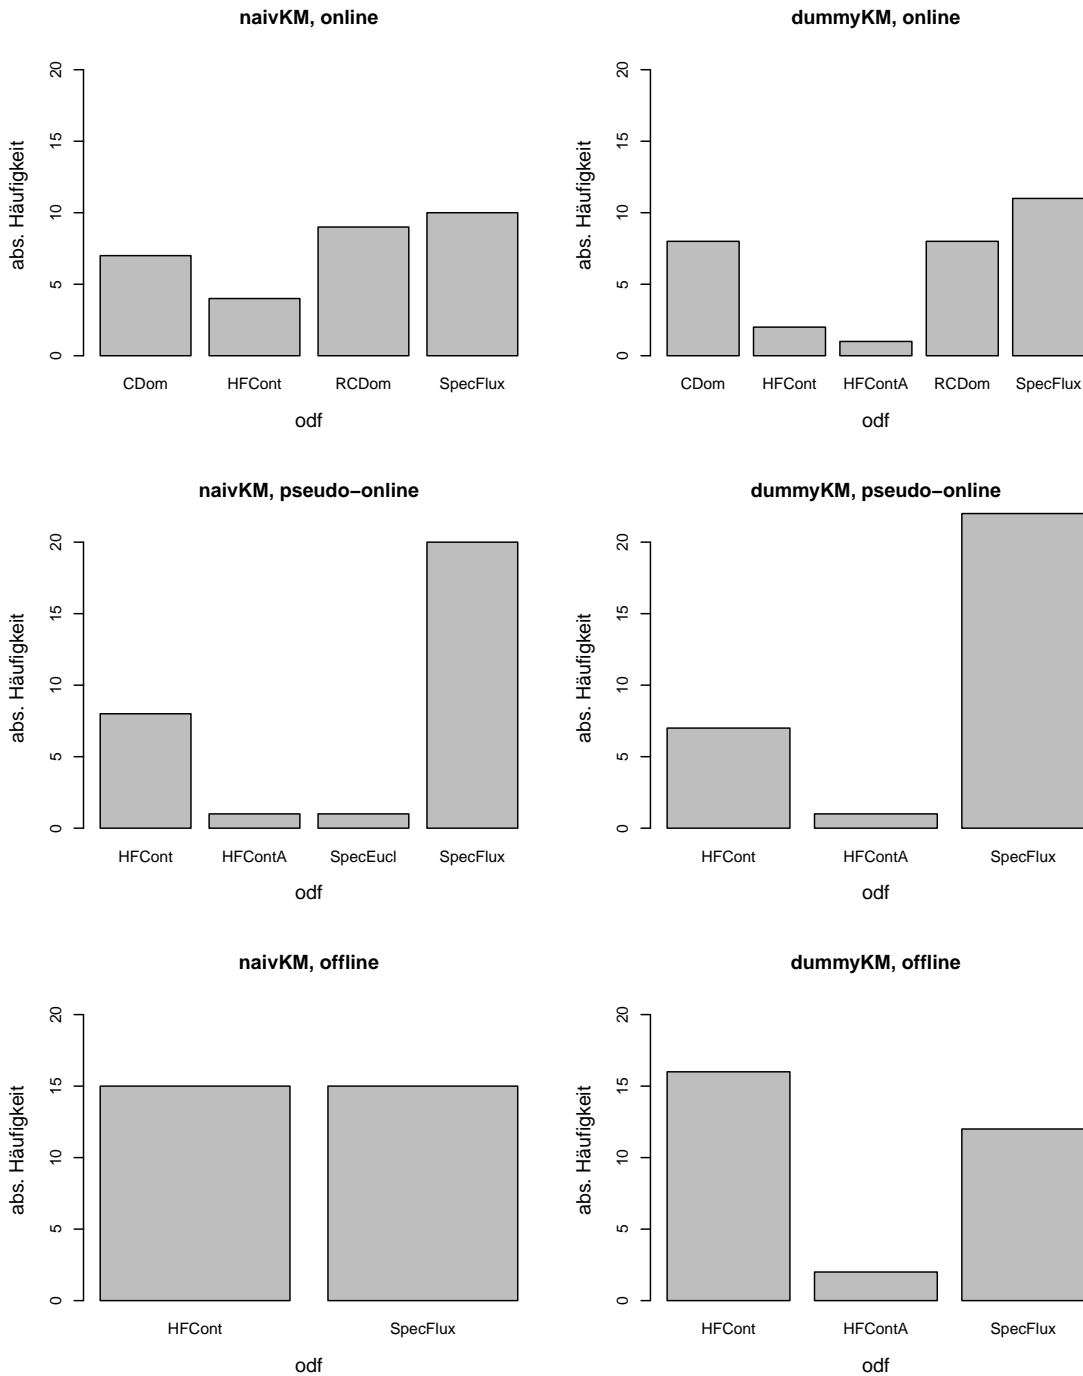 naivKM, online
abs. Häufigkeit
20
15
10
5
0
CDom HFCont RCDom SpecFlux
odf
dummyKM, online
abs. Häufigkeit
20
15
10
5
0
CDom HFCont HFContA RCDom SpecFlux
odf
naivKM, pseudo−online
abs. Häufigkeit
20
15
10
5
0
HFCont HFContA SpecEucl SpecFlux
odf
dummyKM, pseudo−online
abs. Häufigkeit
20
15
10
5
0
HFCont HFContA SpecFlux
odf
naivKM, offline
abs. Häufigkeit
20
15
10
5
0
HFCont SpecFlux
odf
dummyKM, offline
abs. Häufigkeit
20
15
10
5
0
HFCont HFContA SpecFlux
odf